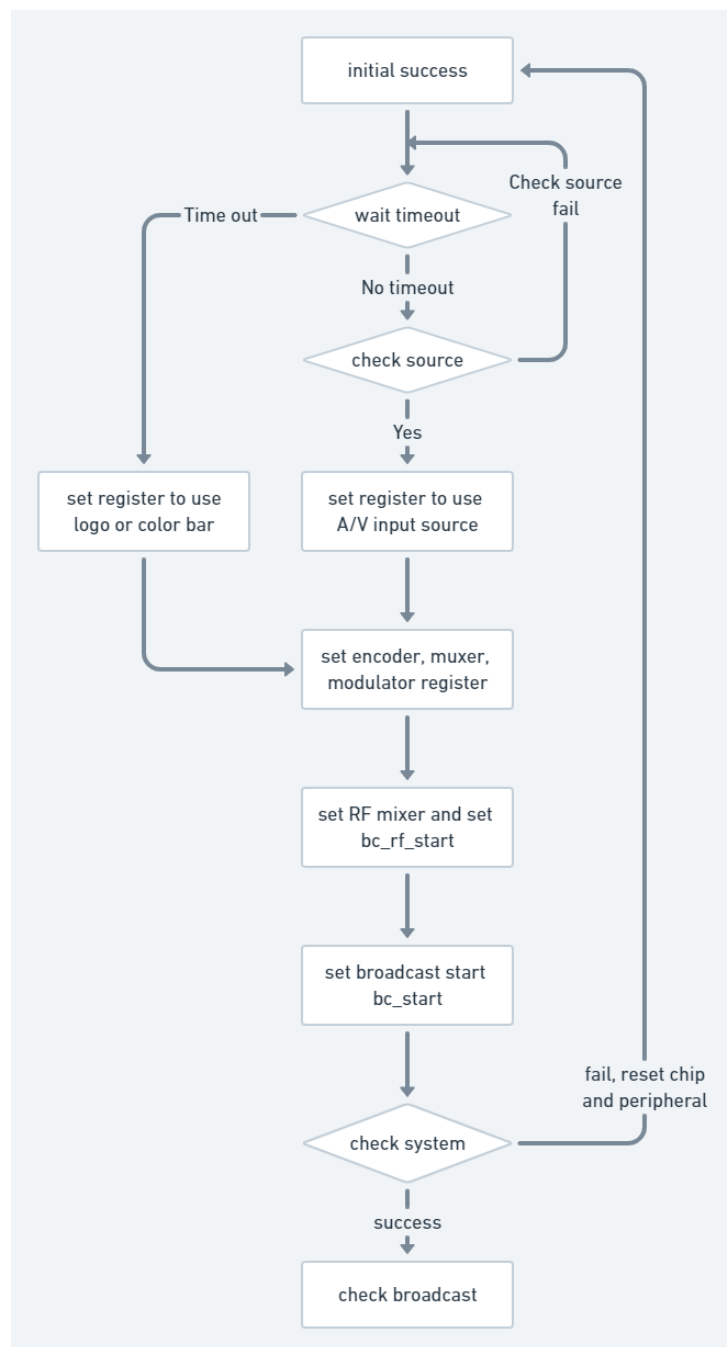 initial success
Check source
fail
wait timeout
Time out
No timeout
check source
Yes
set register to use
logo or color bar
set register to use
A/V input source
set encoder, muxer,
modulator register
set RF mixer and set
bc_rf_start
set broadcast start
bc_start
fail, reset chip
and peripheral
check system
success
check broadcast